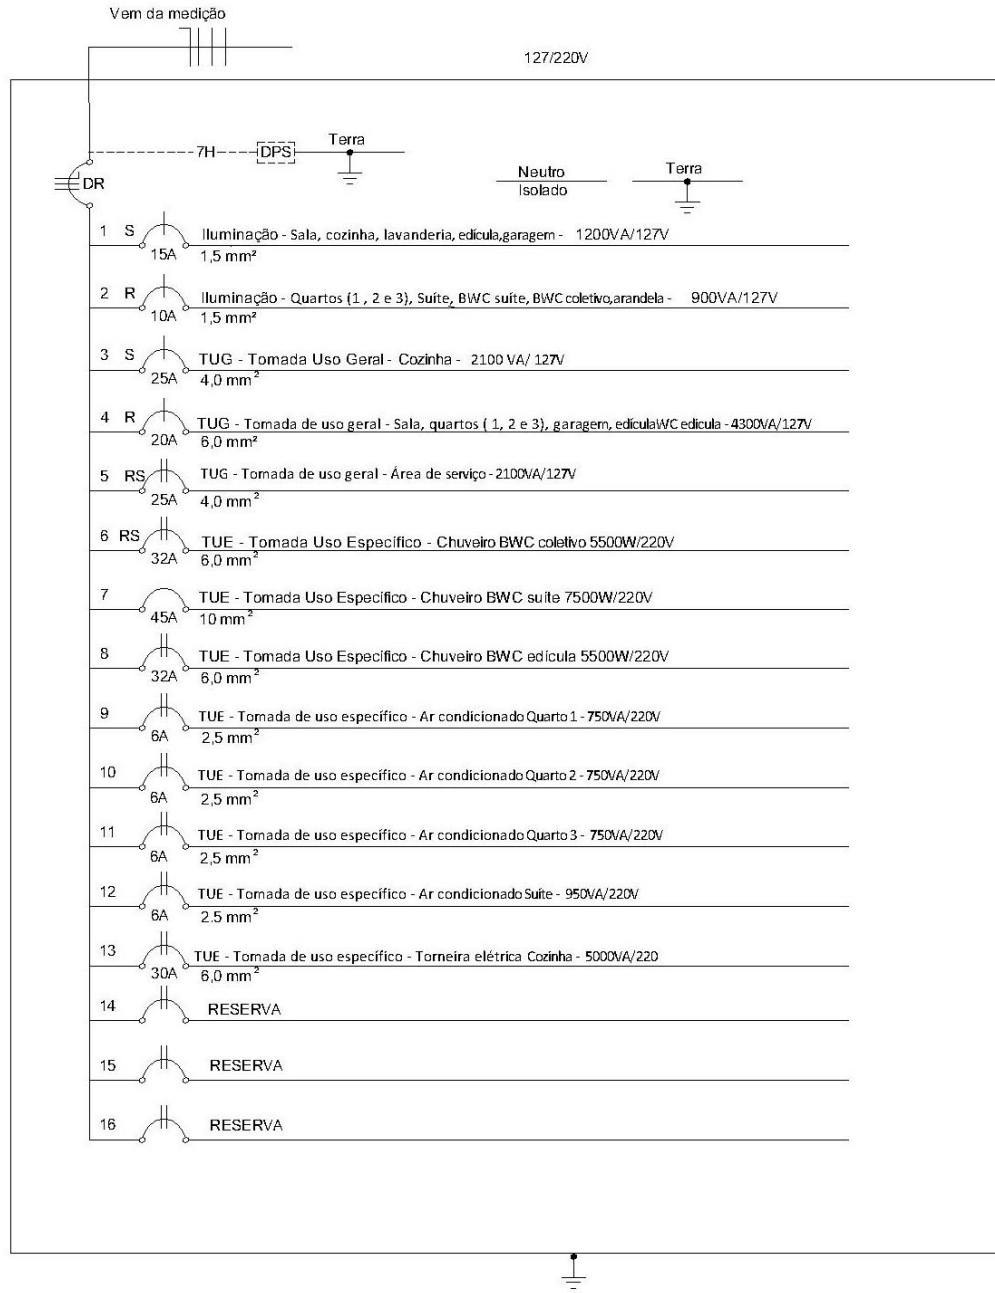 Vem da medição
127/220V
7H
DPS
Terra
DR
Neutro
Isolado
Terra
1 S Iluminação - Sala, cozinha, lavanderia, edícula,garagem - 1200VA/127V
15A 1,5 mm²
2 R Iluminação - Quartos (1 , 2 e 3), Suíte, BWC suíte, BWC coletivo,arandela - 900VA/127V
10A 1,5 mm²
3 S TUG - Tomada Uso Geral - Cozinha - 2100 VA/ 127V
25A 4,0 mm²
4 R TUG - Tomada de uso geral - Sala, quartos ( 1, 2 e 3), garagem, edículaWC edicula - 4300VA/127V
20A 6,0 mm²
5 RS TUG - Tomada de uso geral - Área de serviço - 2100VA/127V
25A 4,0 mm²
6 RS TUE - Tomada Uso Específico - Chuveiro BWC coletivo 5500W/220V
32A 6,0 mm²
7 TUE - Tomada Uso Específico - Chuveiro BWC suíte 7500W/220V
45A 10 mm²
8 TUE - Tomada Uso Específico - Chuveiro BWC edícula 5500W/220V
32A 6,0 mm²
9 TUE - Tomada de uso específico - Ar condicionado Quarto 1 - 750VA/220V
6A 2,5 mm²
10 TUE - Tomada de uso específico - Ar condicionado Quarto 2 - 750VA/220V
6A 2,5 mm²
11 TUE - Tomada de uso específico - Ar condicionado Quarto 3 - 750VA/220V
6A 2,5 mm²
12 TUE - Tomada de uso específico - Ar condicionado Suíte - 950VA/220V
6A 2.5 mm²
13 TUE - Tomada de uso específico - Torneira elétrica Cozinha - 5000VA/220
30A 6,0 mm²
14 RESERVA
15 RESERVA
16 RESERVA